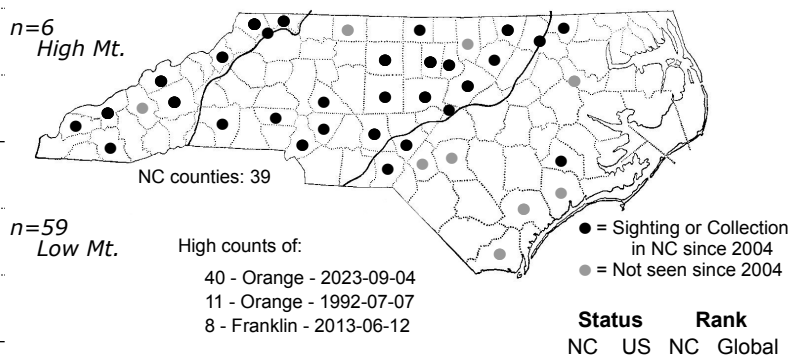 n=6
High Mt.
NC counties: 39
n=59
Low Mt.
High counts of:
40 - Orange - 2023-09-04
11 - Orange - 1992-07-07
8 - Franklin - 2013-06-12
● = Sighting or Collection
in NC since 2004
● = Not seen since 2004
Status Rank
NC US NC Global